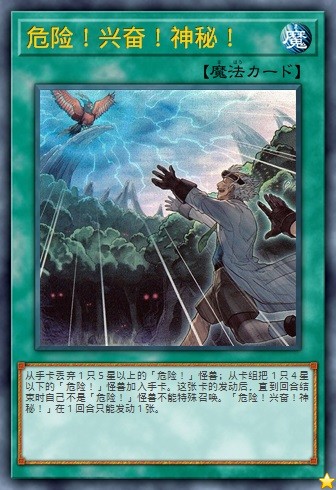 危险！兴奋！神秘！
魔
【魔法カード】
从手卡丢弃１只５星以上的「危险！」怪兽；从卡组把１只４星
以下的「危险！」怪兽加入手卡。这张卡的发动后，直到回合结
束时自己不是「危险！」怪兽不能特殊召唤。「危险！兴奋！神
秘！」在１回合只能发动１张。